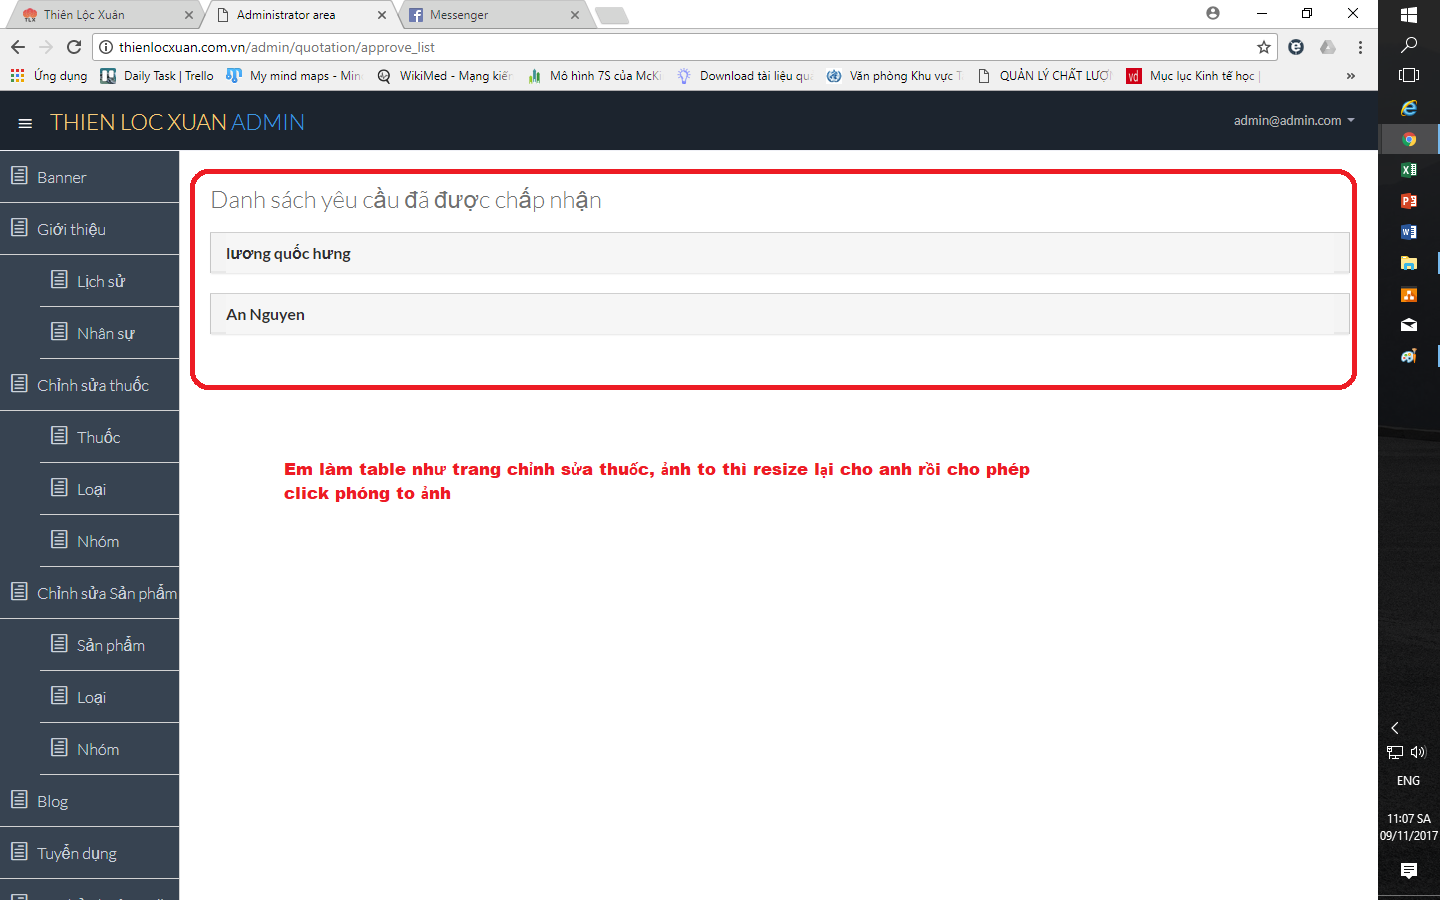 Thiên Lộc Xuân
Administrator area
Messenger
thienlocxuan.com.vn/admin/quotation/approve_list
Ứng dụng
Daily Task | Trello
My mind maps - Min
WikiMed - Mạng kiến
Mô hình 7S của McKi
Download tài liệu qu
Văn phòng Khu vực T
QUẢN LÝ CHẤT LƯỢN
Mục lục Kinh tế học |
»
THIEN LOC XUAN ADMIN
admin@admin.com
Banner
Giới thiệu
Lịch sử
Nhân sự
Chỉnh sửa thuốc
Thuốc
Loại
Nhóm
Chỉnh sửa Sản phẩm
Sản phẩm
Loại
Nhóm
Blog
Tuyển dụng
Danh sách yêu cầu đã được chấp nhận
lương quốc hưng
An Nguyen
Em làm table như trang chỉnh sửa thuốc, ảnh to thì resize lại cho anh rồi cho phép
click phóng to ảnh
ENG
11:07 SA
09/11/2017